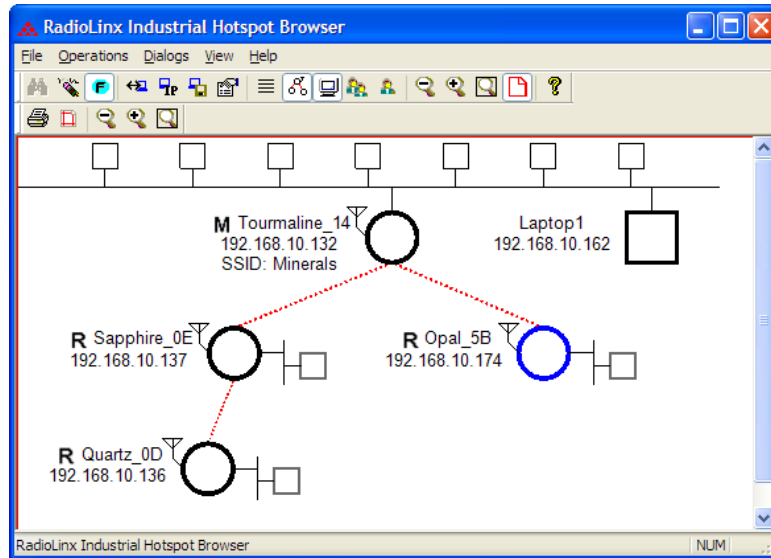 RadioLinx Industrial Hotspot Browser
File Operations Dialogs View Help
F IP
M Tourmaline_14
192.168.10.132
SSID: Minerals
Laptop1
192.168.10.162
R Sapphire_0E
192.168.10.137
R Opal_5B
192.168.10.174
R Quartz_0D
192.168.10.136
RadioLinx Industrial Hotspot Browser NUM